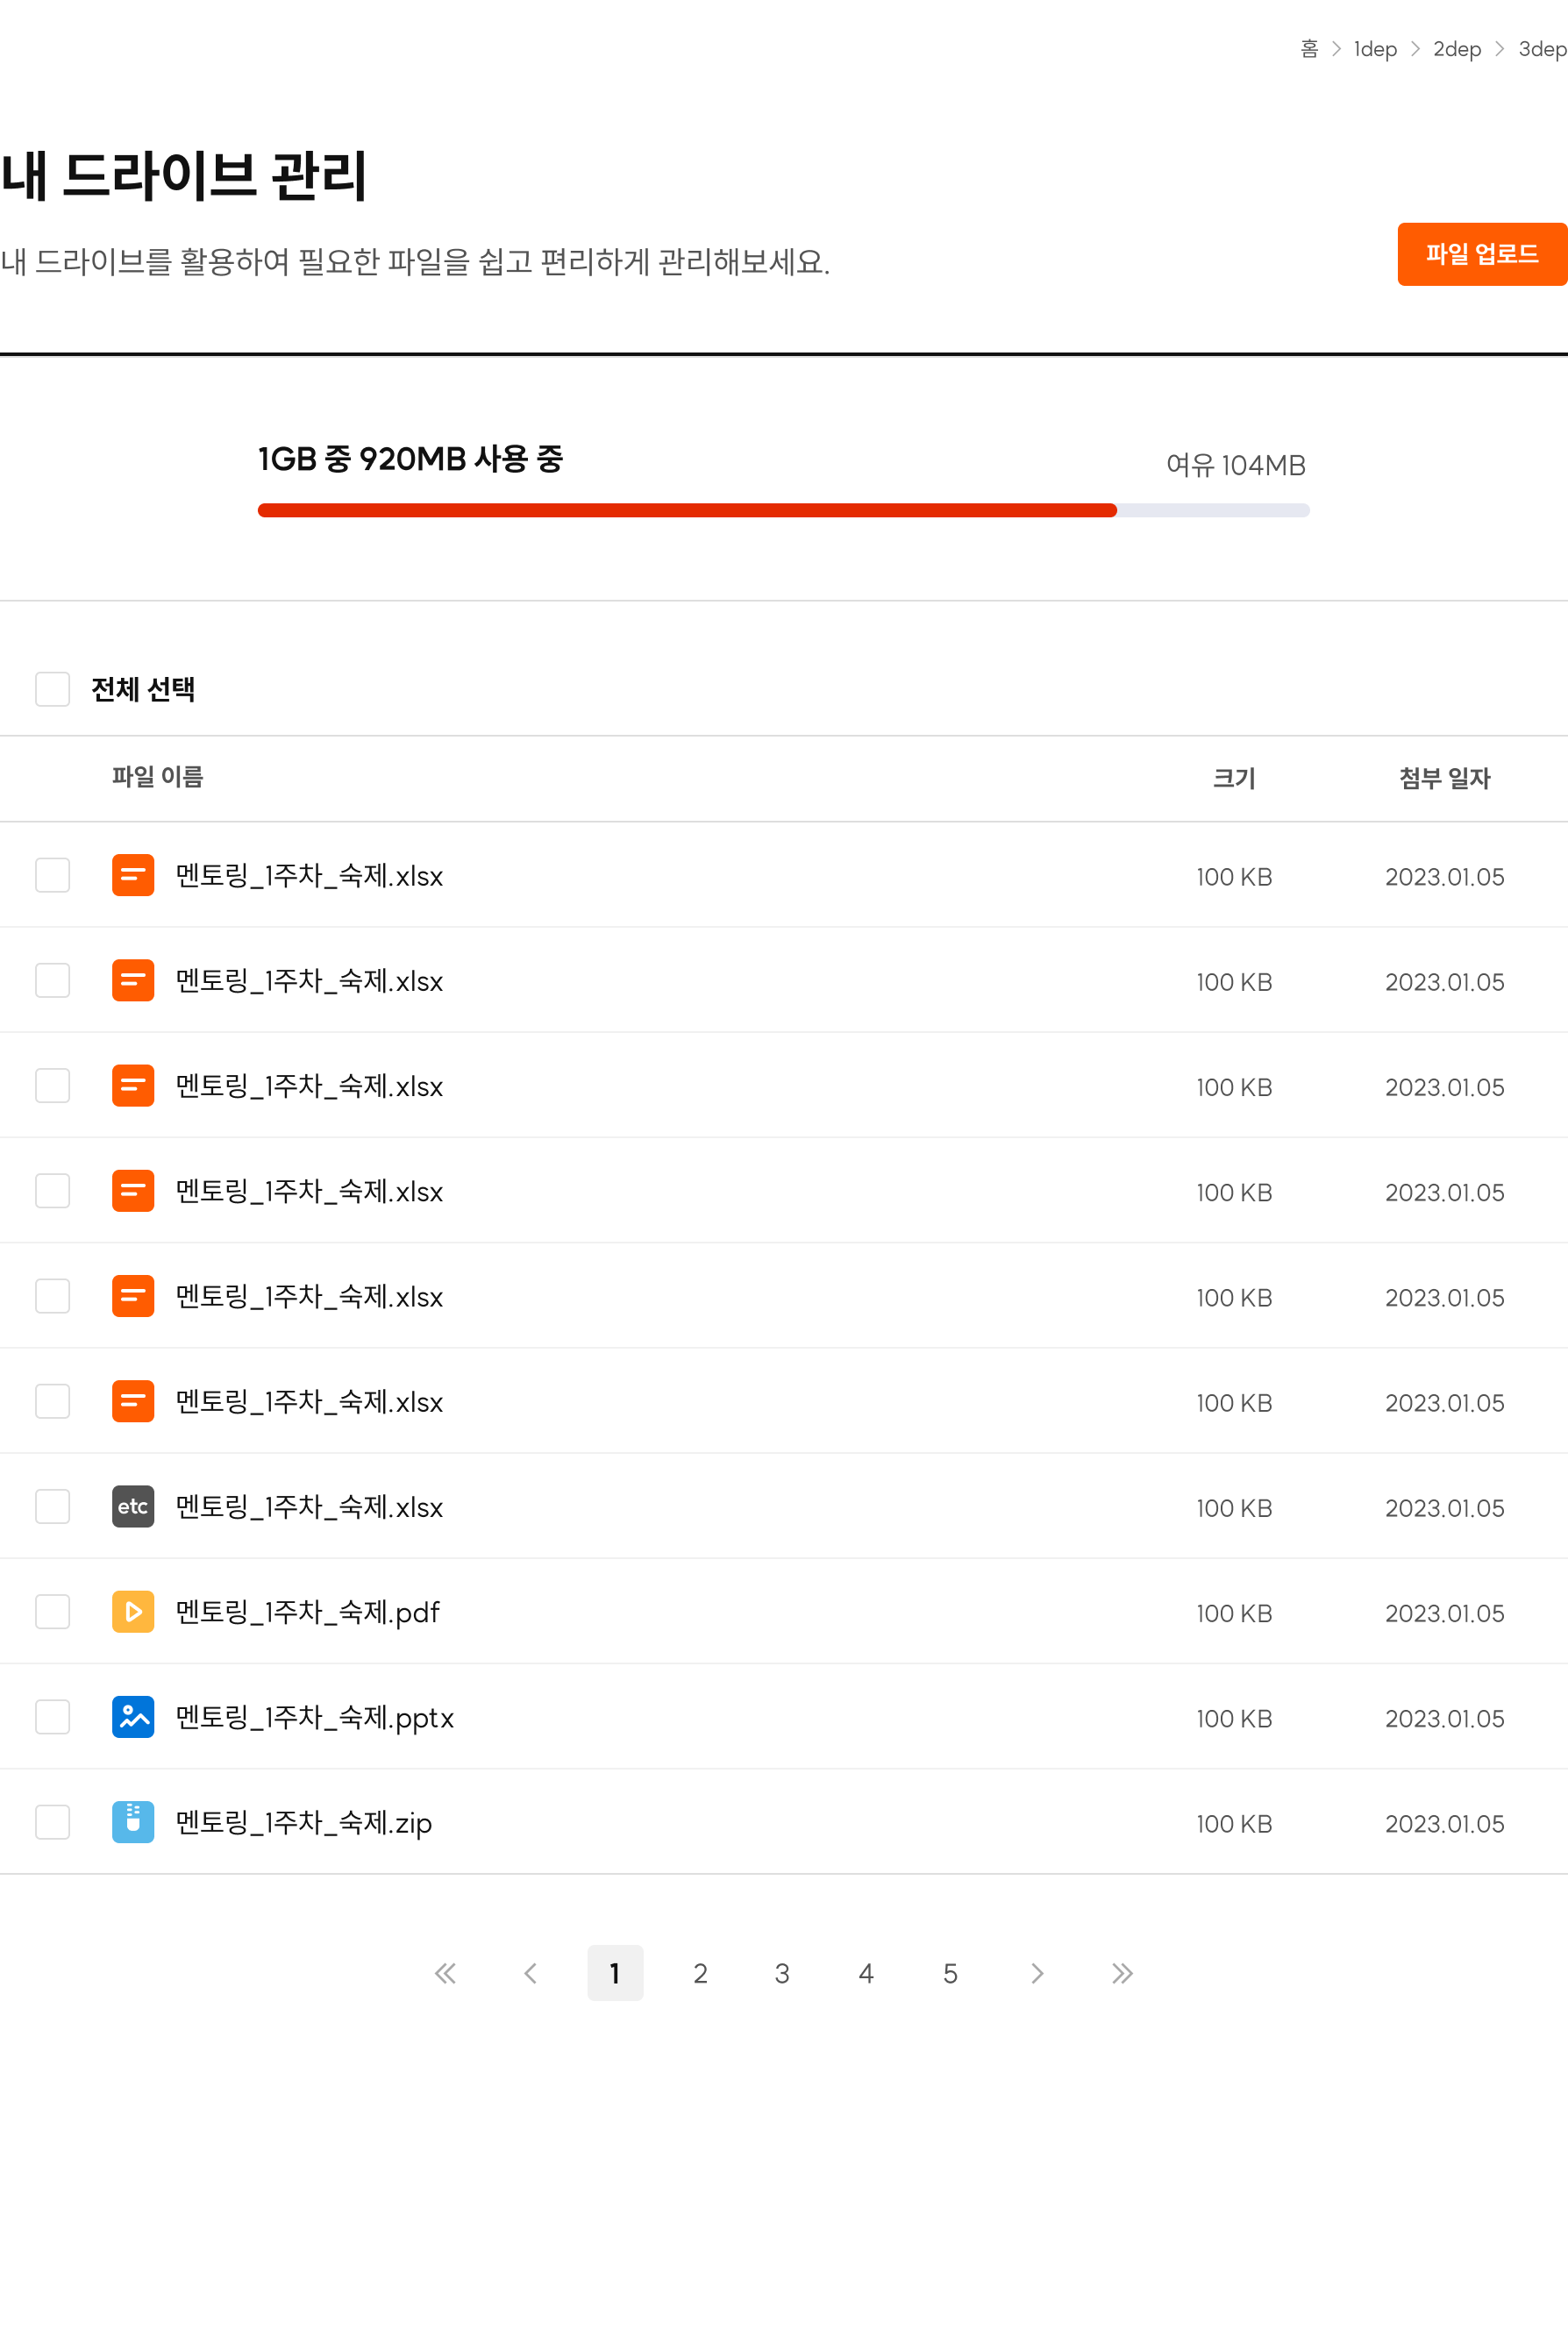 홈 1dep 2dep 3dep
내 드라이브 관리
내 드라이브를 활용하여 필요한 파일을 쉽고 편리하게 관리해보세요.
파일 업로드
1GB 중 920MB 사용 중
여유 104MB
전체 선택
파일 이름 크기 첨부 일자
멘토링_1주차_숙제.xlsx 100 KB 2023.01.05
멘토링_1주차_숙제.xlsx 100 KB 2023.01.05
멘토링_1주차_숙제.xlsx 100 KB 2023.01.05
멘토링_1주차_숙제.xlsx 100 KB 2023.01.05
멘토링_1주차_숙제.xlsx 100 KB 2023.01.05
멘토링_1주차_숙제.xlsx 100 KB 2023.01.05
etc 멘토링_1주차_숙제.xlsx 100 KB 2023.01.05
멘토링_1주차_숙제.pdf 100 KB 2023.01.05
멘토링_1주차_숙제.pptx 100 KB 2023.01.05
멘토링_1주차_숙제.zip 100 KB 2023.01.05
1 2 3 4 5